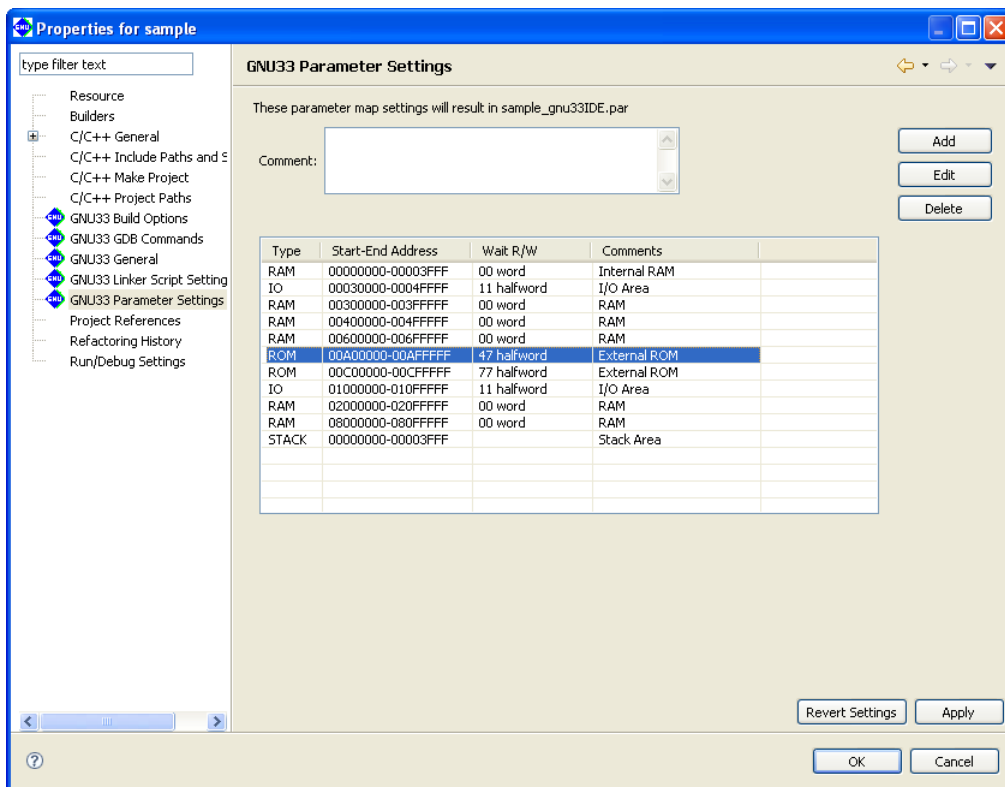 Properties for sample
type filter text
GNU33 Parameter Settings
Resource
Builders
C/C++ General
C/C++ Include Paths and S
C/C++ Make Project
C/C++ Project Paths
GNU33 Build Options
GNU33 GDB Commands
GNU33 General
GNU33 Linker Script Setting
GNU33 Parameter Settings
Project References
Refactoring History
Run/Debug Settings
These parameter map settings will result in sample_gnu33IDE.par
Comment:
Add
Edit
Delete
Type Start-End Address Wait R/W Comments
RAM 00000000-00003FFF 00 word Internal RAM
IO 00030000-0004FFFF 11 halfword I/O Area
RAM 00300000-003FFFFF 00 word RAM
RAM 00400000-004FFFFF 00 word RAM
RAM 00600000-006FFFFF 00 word RAM
ROM 00A00000-00AFFFFF 47 halfword External ROM
ROM 00C00000-00CFFFFF 77 halfword External ROM
IO 01000000-010FFFFF 11 halfword I/O Area
RAM 02000000-020FFFFF 00 word RAM
RAM 08000000-080FFFFF 00 word RAM
STACK 00000000-00003FFF Stack Area
Revert Settings Apply
OK Cancel